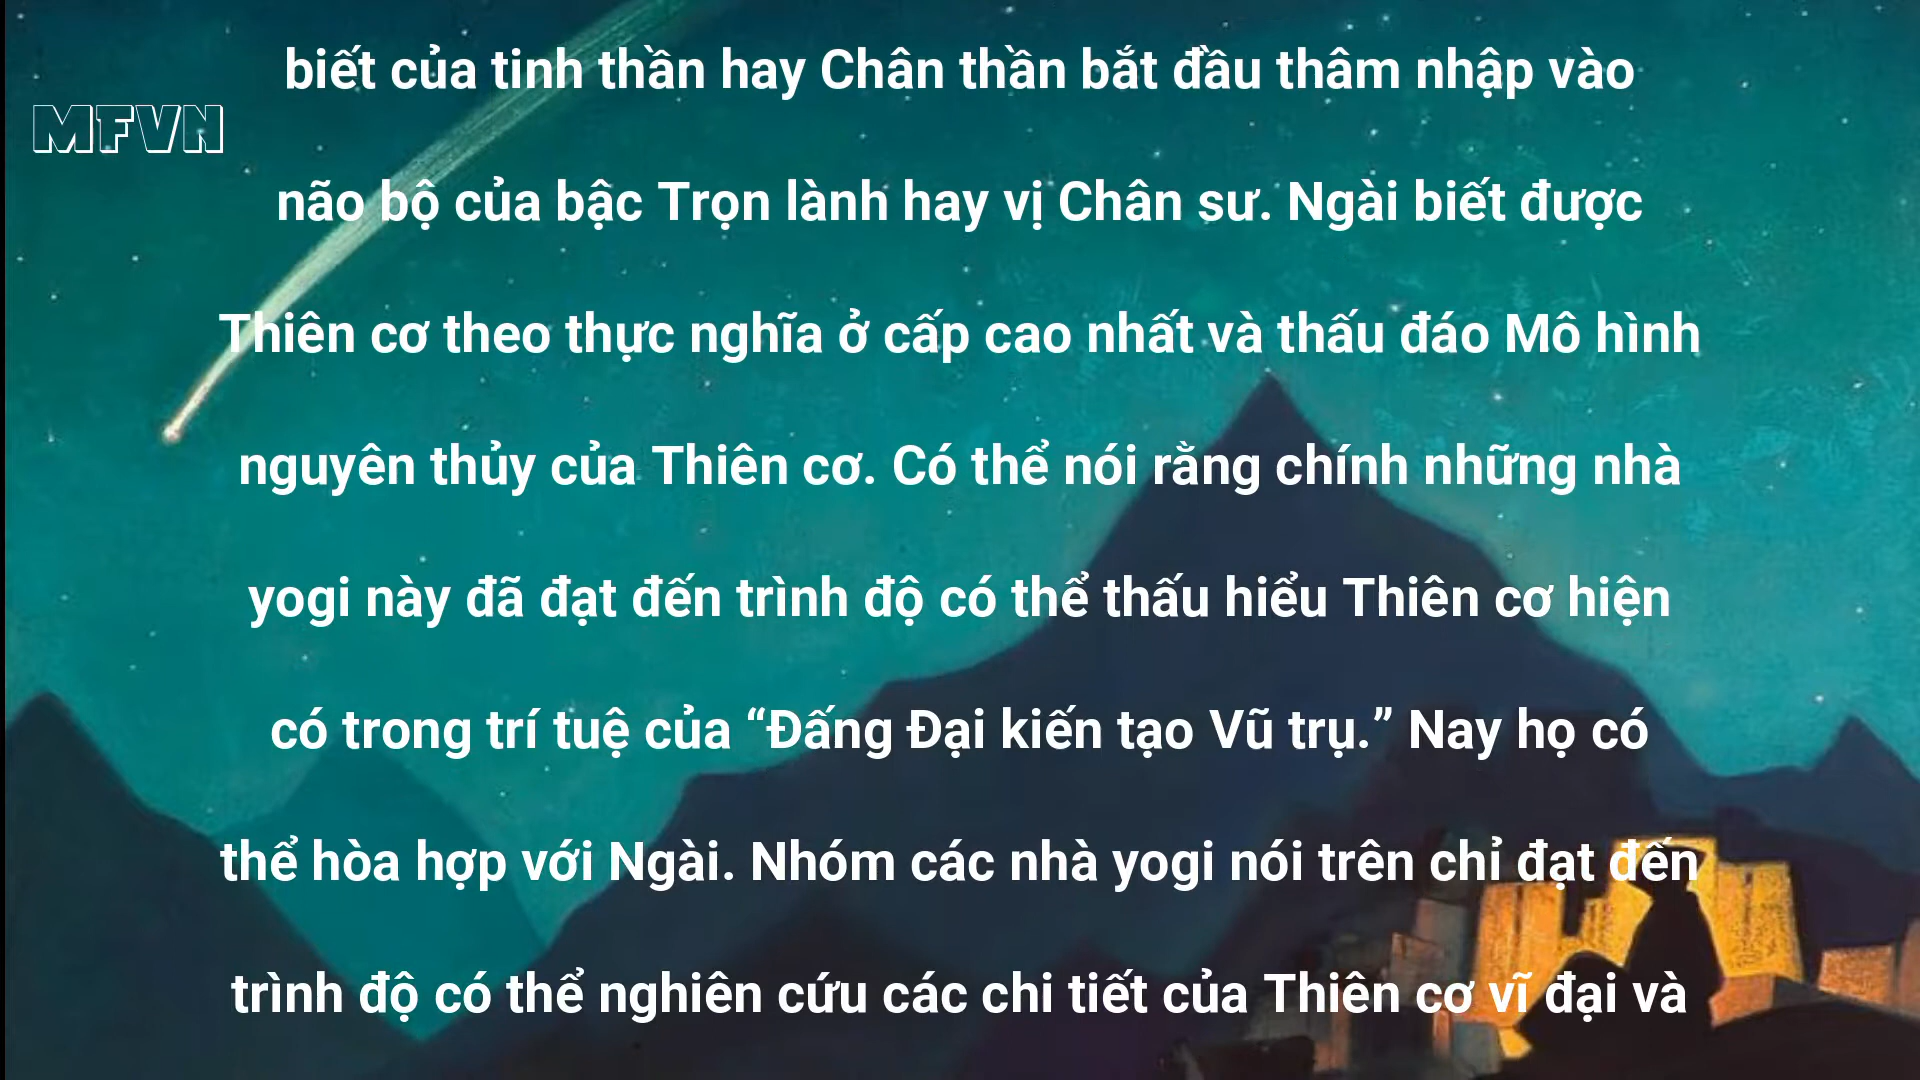 biết của tinh thần hay Chân thần bắt đầu thâm nhập vào
MFVN
não bộ của bậc Trọn lành hay vị Chân sư. Ngài biết được
Thiên cơ theo thực nghĩa ở cấp cao nhất và thấu đáo Mô hình
nguyên thủy của Thiên cơ. Có thể nói rằng chính những nhà
yogi này đã đạt đến trình độ có thể thấu hiểu Thiên cơ hiện
có trong trí tuệ của “Đấng Đại kiến tạo Vũ trụ.” Nay họ có
thể hòa hợp với Ngài. Nhóm các nhà yogi nói trên chỉ đạt đến
trình độ có thể nghiên cứu các chi tiết của Thiên cơ vĩ đại và